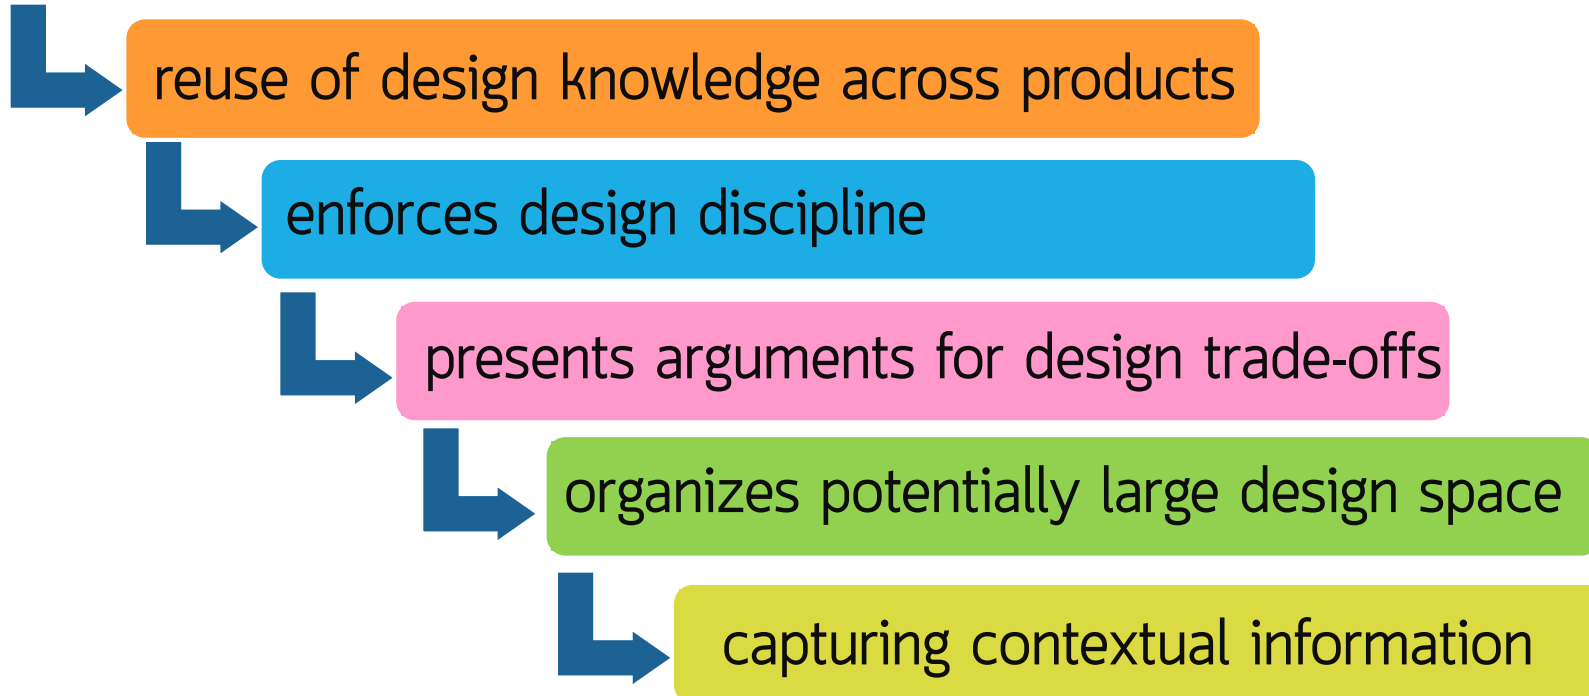 reuse of design knowledge across products
enforces design discipline
presents arguments for design trade-offs
organizes potentially large design space
capturing contextual information